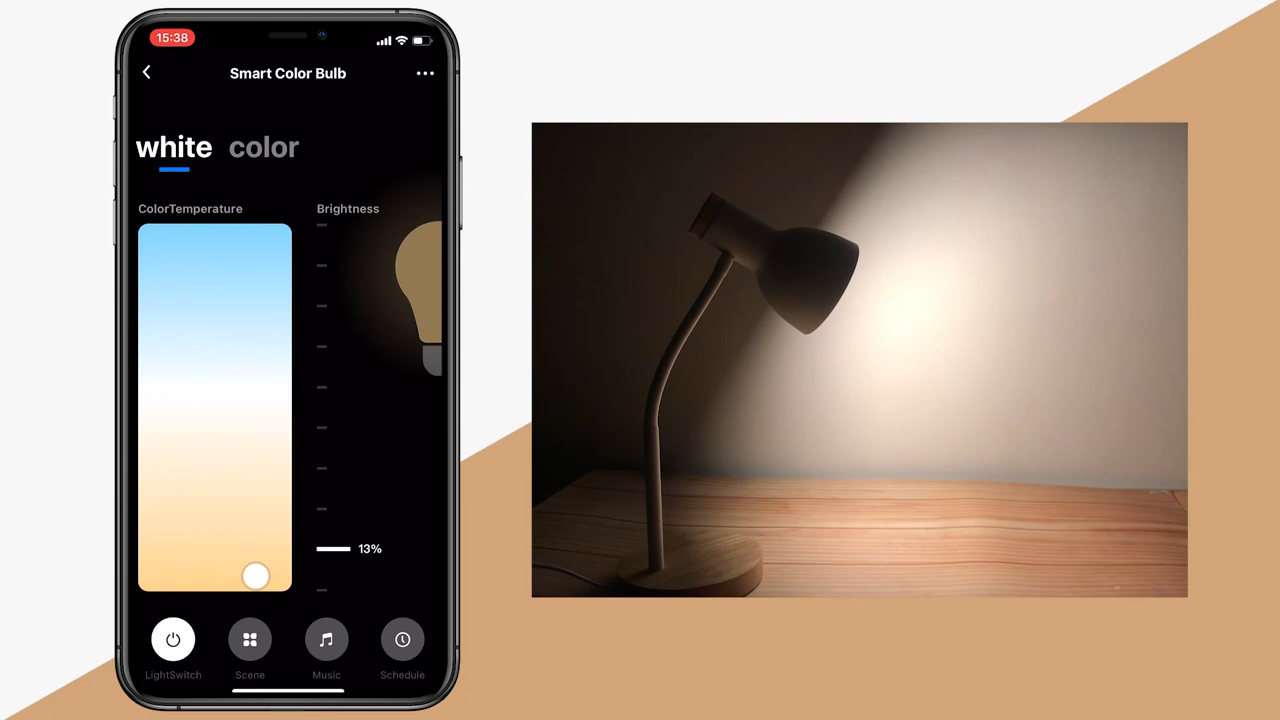 15:38
Smart Color Bulb
white color
ColorTemperature
Brightness
13%
LightSwitch
Scene
Music
Schedule